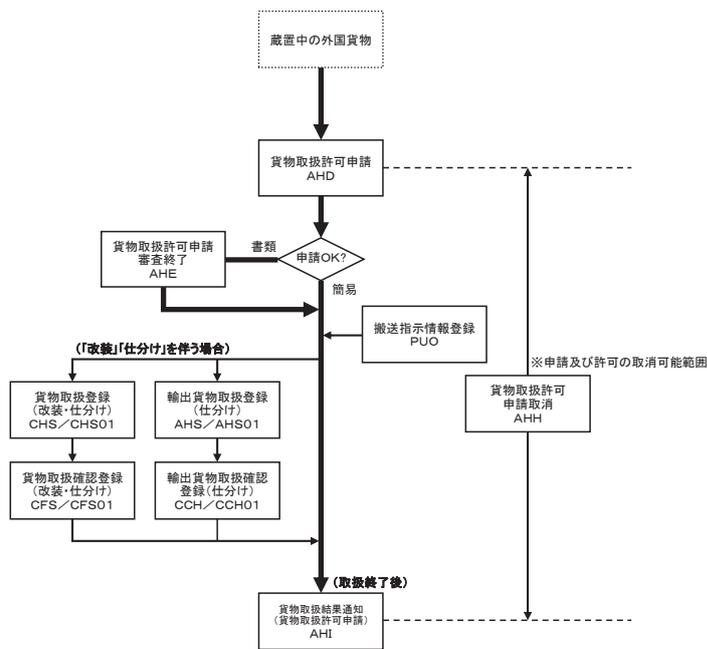 蔵置中の外国貨物
貨物取扱許可申請
AHD
貨物取扱許可申請
審査終了
AHE
書類
申請OK?
簡易
搬送指示情報登録
PUO
(「改装」「仕分け」を伴う場合)
※申請及び許可の取消可能範囲
貨物取扱登録
(改装・仕分け)
CHS/CHS01
輸出貨物取扱登録
(仕分け)
AHS/AHS01
貨物取扱許可
申請取消
AHH
貨物取扱確認登録
(改装・仕分け)
CFS/CFS01
輸出貨物取扱確認
登録(仕分け)
CCH/CCH01
(取扱終了後)
貨物取扱結果通知
(貨物取扱許可申請)
AHI